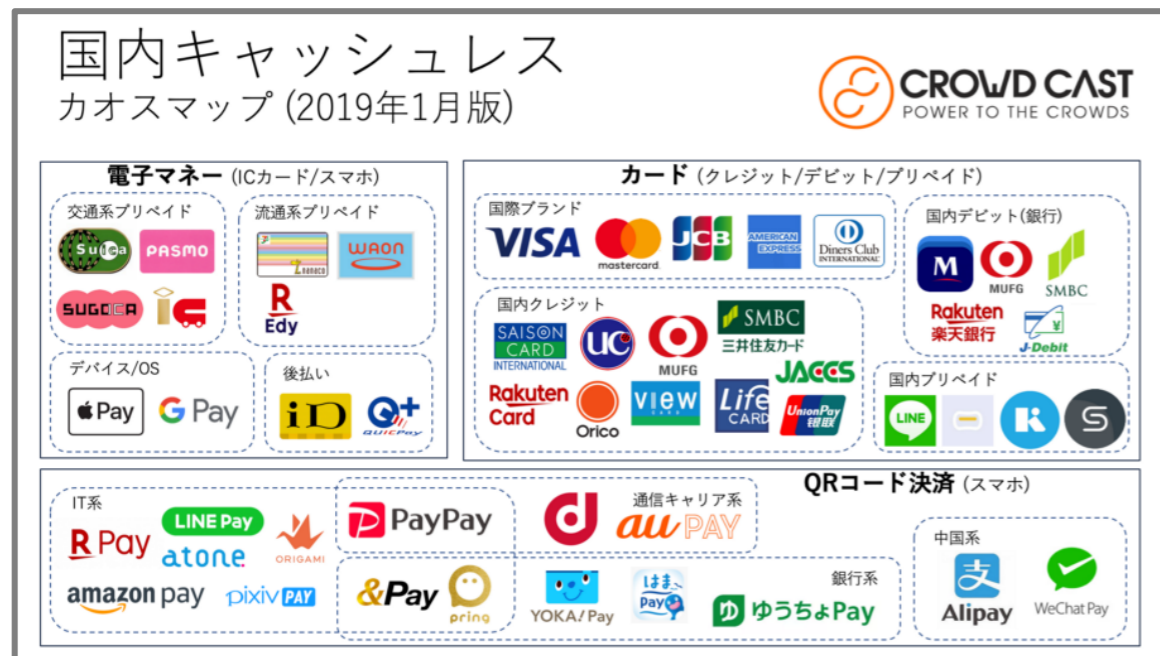 国内キャッシュレス
カオスマップ (2019年1月版)
CROWD CAST
POWER TO THE CROWDS
電子マネー (ICカード/スマホ)
交通系プリペイド
Suica
PASMO
SUGOCA
流通系プリペイド
nanaco
WAON
R
Edy
デバイス/OS
Pay
G Pay
後払い
iD
Q+
QUICPay
カード (クレジット/デビット/プリペイド)
国際ブランド
VISA
mastercard
JCB
AMERICAN
EXPRESS
Diners Club
INTERNATIONAL
国内クレジット
SAISON
CARD
INTERNATIONAL
UC
MUFG
SMBC
三井住友カード
Rakuten
Card
Orico
VIEW
CARD
Life
CARD
JACCS
UnionPay
银联
国内デビット(銀行)
M
MUFG
SMBC
Rakuten
楽天銀行
J-Debit
国内プリペイド
LINE
K
S
QRコード決済 (スマホ)
IT系
R Pay
LINE Pay
atone
ORIGAMI
amazon pay
pixiv PAY
PayPay
&Pay
pring
通信キャリア系
d
au PAY
銀行系
YOKA!Pay
はま
Pay
ゆ ゆうちょPay
中国系
支
Alipay
WeChat Pay